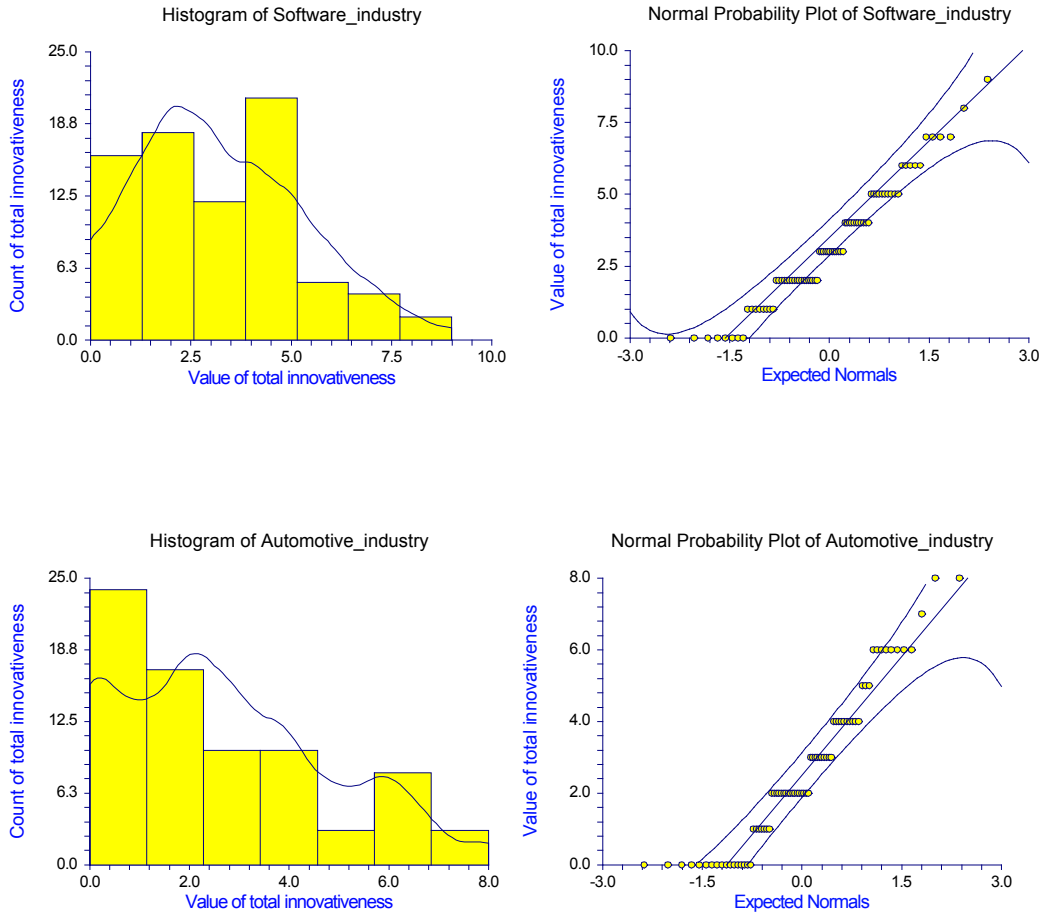 Histogram of Software_industry
25.0
18.8
12.5
6.3
0.0
Count of total innovativeness
0.0 2.5 5.0 7.5 10.0
Value of total innovativeness
Normal Probability Plot of Software_industry
10.0
7.5
5.0
2.5
0.0
Value of total innovativeness
-3.0 -1.5 0.0 1.5 3.0
Expected Normals
Histogram of Automotive_industry
25.0
18.8
12.5
6.3
0.0
Count of total innovativeness
0.0 2.0 4.0 6.0 8.0
Value of total innovativeness
Normal Probability Plot of Automotive_industry
8.0
6.0
4.0
2.0
0.0
Value of total innovativeness
-3.0 -1.5 0.0 1.5 3.0
Expected Normals